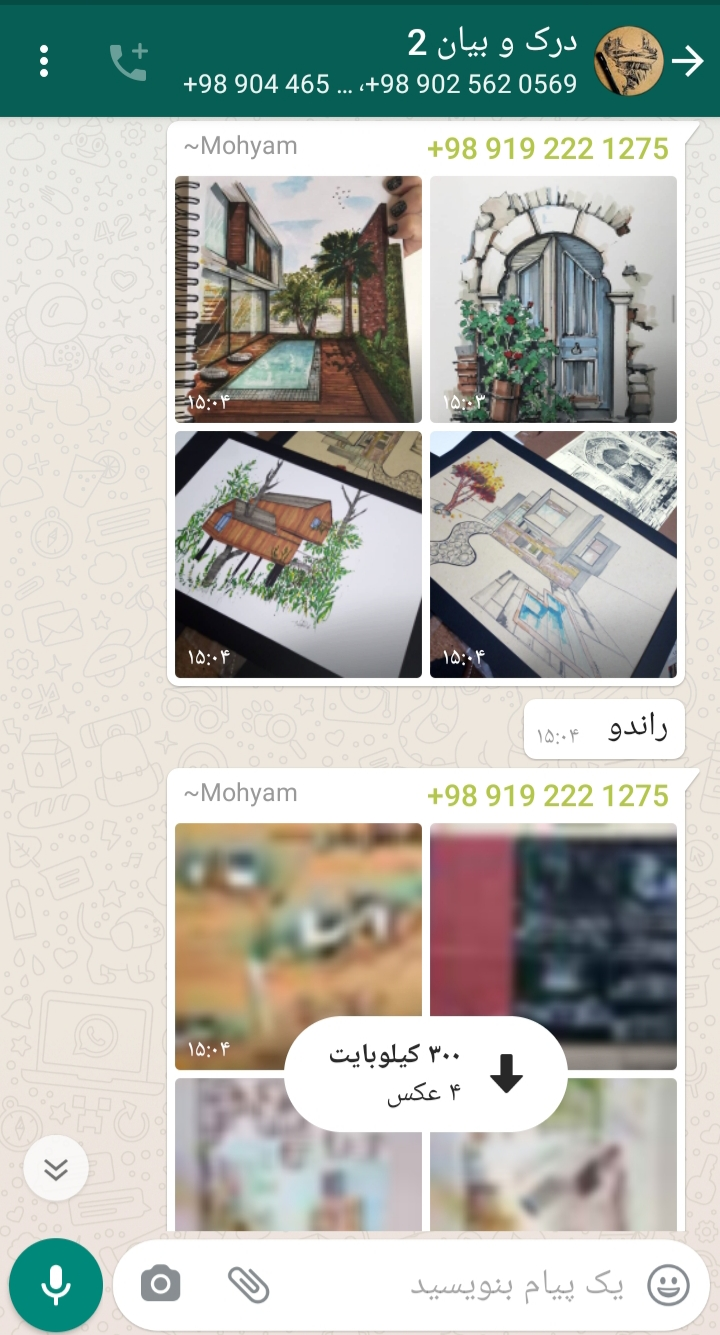 درک و بیان 2
+98 904 465 ... ،+98 902 562 0569
~Mohyam
+98 919 222 1275
۱۵:۰۴
۱۵:۰۳
۱۵:۰۴
۱۵:۰۴
راندو
۱۵:۰۴
~Mohyam
+98 919 222 1275
۱۵:۰۴
۳۰۰ کیلوبایت
۴ عکس
یک پیام بنویسید